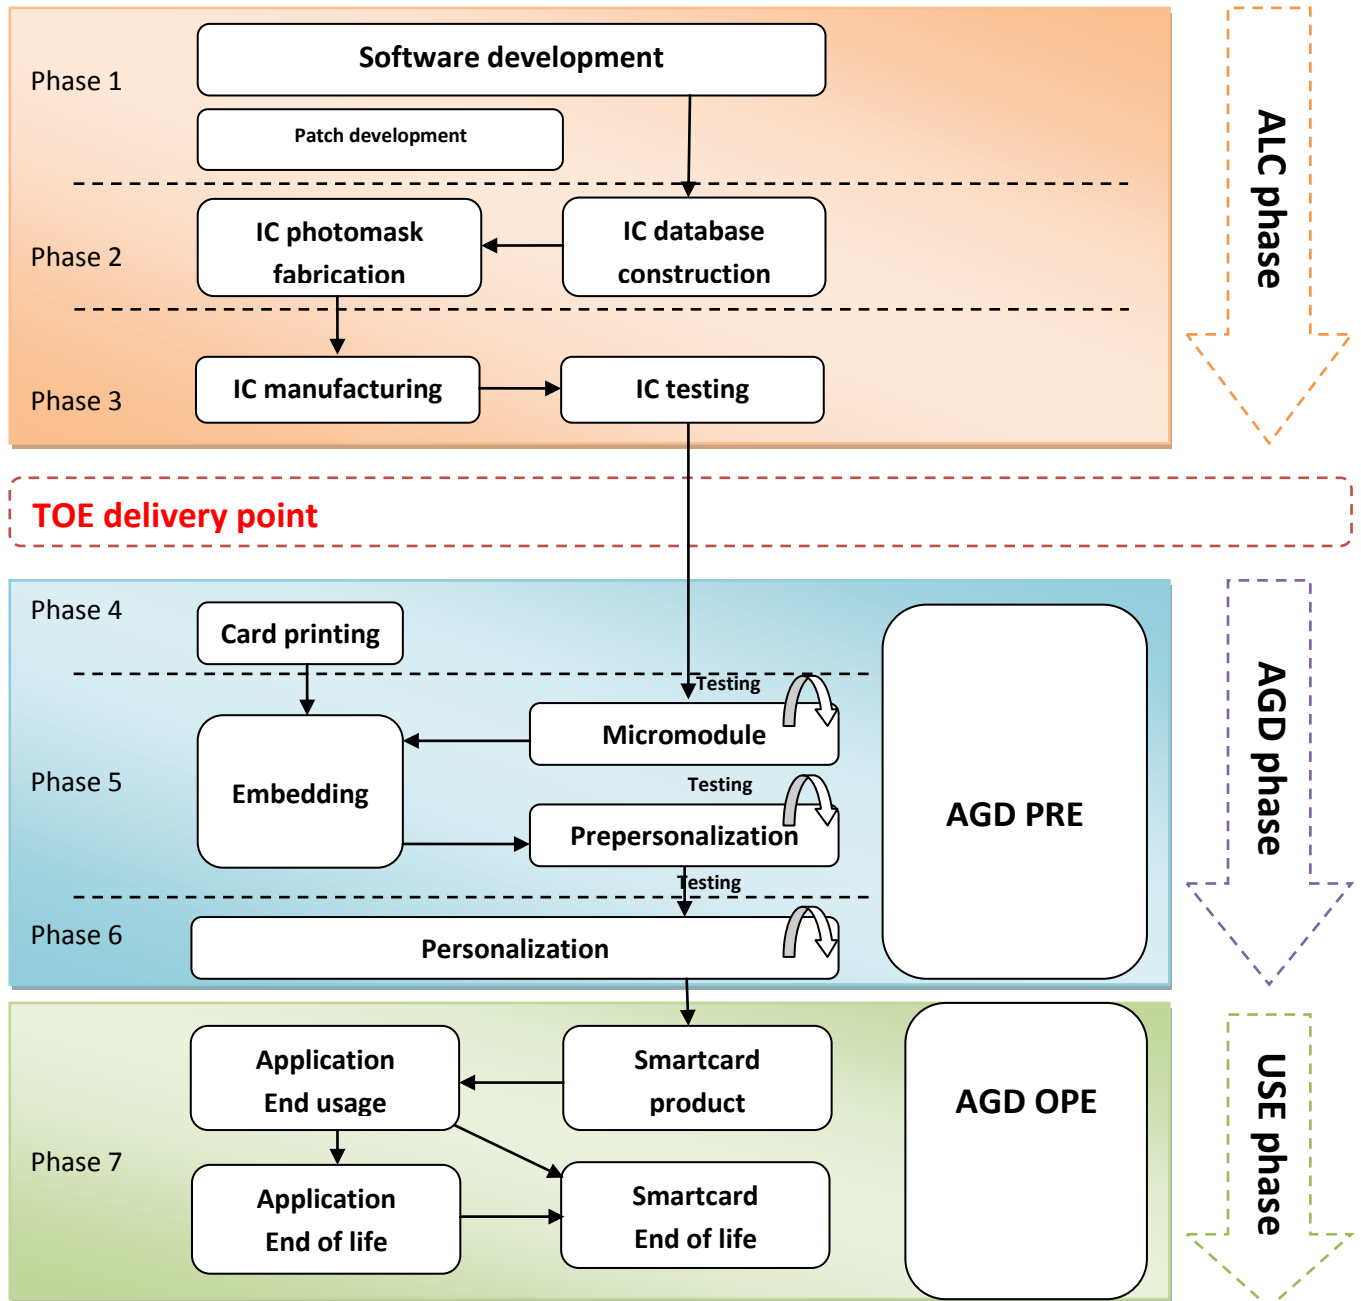 Phase 1
Software development
Patch development
ALC phase
Phase 2
IC photomask
fabrication
IC database
construction
Phase 3
IC manufacturing
IC testing
TOE delivery point
Phase 4
Card printing
Testing
Micromodule
AGD phase
Phase 5
Embedding
Testing
Prepersonalization
AGD PRE
Testing
Phase 6
Personalization
Application
End usage
Smartcard
product
AGD OPE
USE phase
Phase 7
Application
End of life
Smartcard
End of life